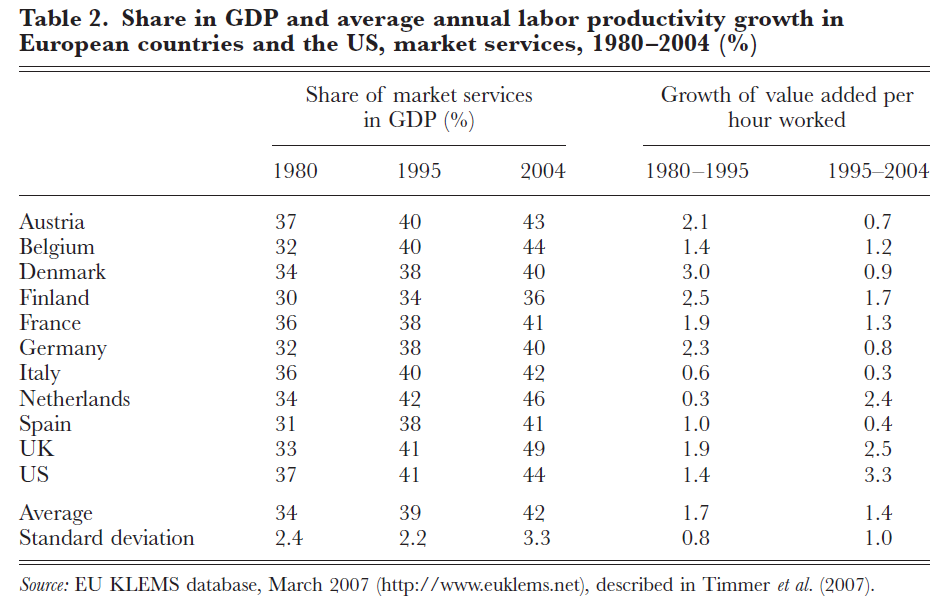 Table 2. Share in GDP and average annual labor productivity growth in
European countries and the US, market services, 1980–2004 (%)
Share of market services Growth of value added per
in GDP (%) hour worked
1980 1995 2004 1980–1995 1995–2004
Austria 37 40 43 2.1 0.7
Belgium 32 40 44 1.4 1.2
Denmark 34 38 40 3.0 0.9
Finland 30 34 36 2.5 1.7
France 36 38 41 1.9 1.3
Germany 32 38 40 2.3 0.8
Italy 36 40 42 0.6 0.3
Netherlands 34 42 46 0.3 2.4
Spain 31 38 41 1.0 0.4
UK 33 41 49 1.9 2.5
US 37 41 44 1.4 3.3
Average 34 39 42 1.7 1.4
Standard deviation 2.4 2.2 3.3 0.8 1.0
Source: EU KLEMS database, March 2007 (http://www.euklems.net), described in Timmer et al. (2007).